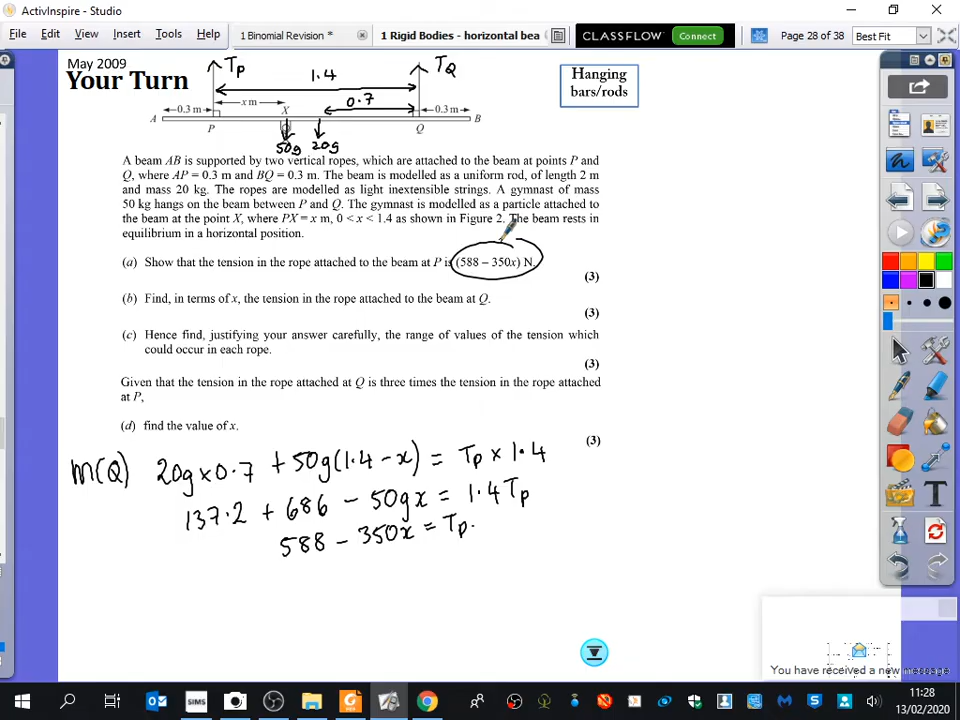 ActivInspire - Studio
File Edit View Insert Tools Help 1 Binomial Revision * 1 Rigid Bodies - horizontal bea CLASSFLOW Connect Page 28 of 38 Best Fit
May 2009
Your Turn
Hanging
bars/rods
Tp 1.4 TQ
0.7
0.3 m x m X 0.3 m
A P Q B
50g 20g
A beam AB is supported by two vertical ropes, which are attached to the beam at points P and
Q, where AP = 0.3 m and BQ = 0.3 m. The beam is modelled as a uniform rod, of length 2 m
and mass 20 kg. The ropes are modelled as light inextensible strings. A gymnast of mass
50 kg hangs on the beam between P and Q. The gymnast is modelled as a particle attached to
the beam at the point X, where PX = x m, 0 < x < 1.4 as shown in Figure 2. The beam rests in
equilibrium in a horizontal position.
(a) Show that the tension in the rope attached to the beam at P is (588 – 350x) N.
(3)
(b) Find, in terms of x, the tension in the rope attached to the beam at Q.
(3)
(c) Hence find, justifying your answer carefully, the range of values of the tension which
could occur in each rope.
(3)
Given that the tension in the rope attached at Q is three times the tension in the rope attached
at P,
(d) find the value of x.
(3)
M(Q) 20g × 0.7 + 50g(1.4 - x) = Tp × 1.4
137.2 + 686 - 50gx = 1.4Tp
588 - 350x = Tp.
You have received a new message
11:28
13/02/2020